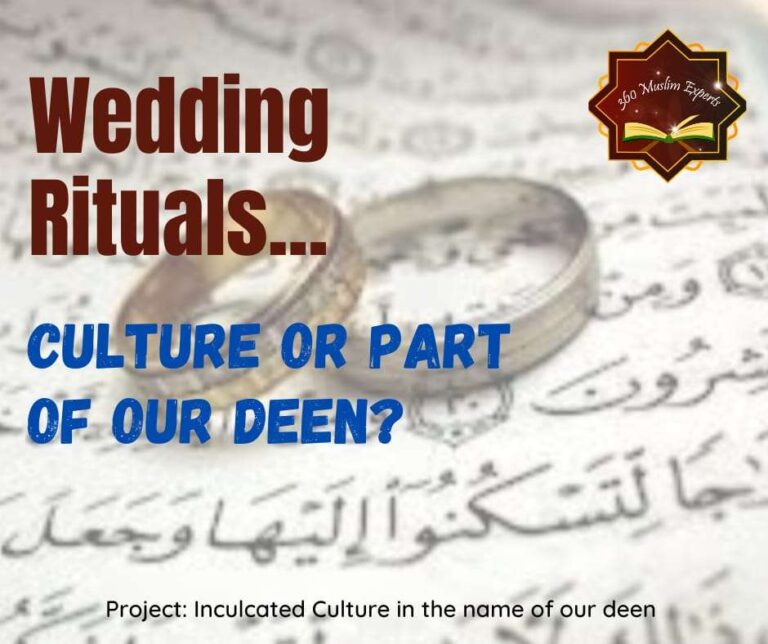 360 Muslim Experts
Wedding
Rituals...
CULTURE OR PART
OF OUR DEEN?
وَمِنْ
جًا لِّتَسْكُنُوٓا۟ إِلَيْهَا وَجَعَلَ
Project: Inculcated Culture in the name of our deen